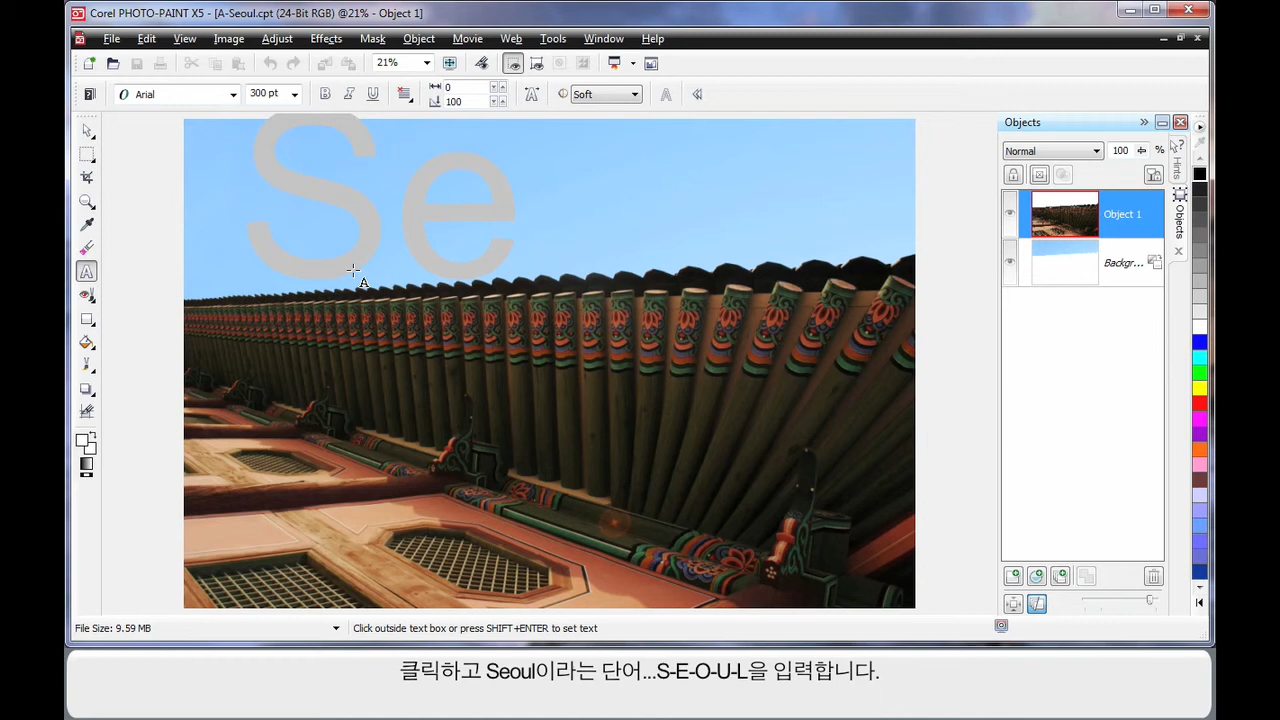 Corel PHOTO-PAINT X5 - [A-Seoul.cpt (24-Bit RGB) @21% - Object 1]
File Edit View Image Adjust Effects Mask Object Movie Web Tools Window Help
21%
Arial 300 pt 0 Soft
100
Se
Objects
Normal 100 %
Hints
Object 1
Objects
Backgr...
File Size: 9.59 MB Click outside text box or press SHIFT+ENTER to set text
클릭하고 Seoul이라는 단어...S-E-O-U-L을 입력합니다.